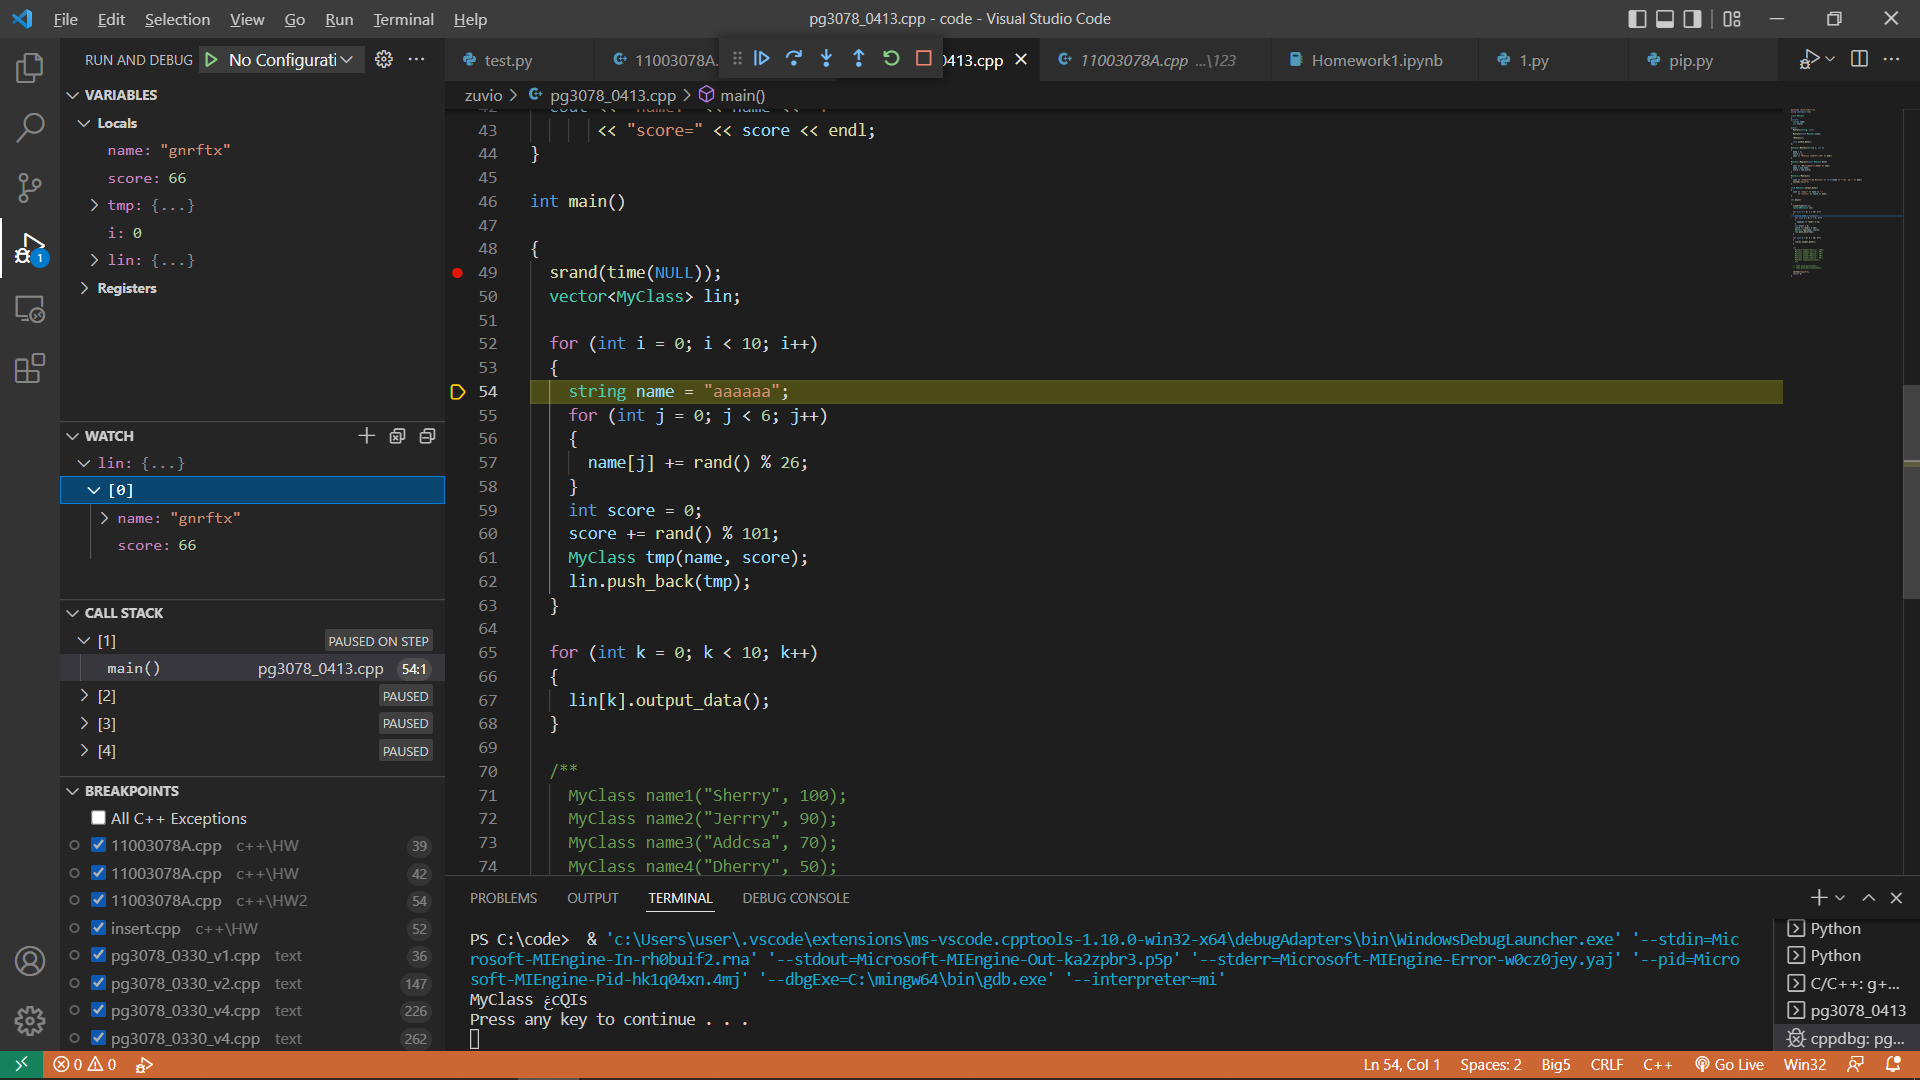 File Edit Selection View Go Run Terminal Help
pg3078_0413.cpp - code - Visual Studio Code
RUN AND DEBUG No Configurati
test.py
11003078A.
0413.cpp
11003078A.cpp ...\123
Homework1.ipynb
1.py
pip.py
zuvio > pg3078_0413.cpp > main()
VARIABLES
Locals
name: "gnrftx"
score: 66
tmp: {...}
i: 0
lin: {...}
Registers
WATCH
lin: {...}
[0]
name: "gnrftx"
score: 66
CALL STACK
[1] PAUSED ON STEP
main() pg3078_0413.cpp 54:1
[2] PAUSED
[3] PAUSED
[4] PAUSED
BREAKPOINTS
All C++ Exceptions
11003078A.cpp c++\HW 39
11003078A.cpp c++\HW 42
11003078A.cpp c++\HW2 54
insert.cpp c++\HW 52
pg3078_0330_v1.cpp text 36
pg3078_0330_v2.cpp text 147
pg3078_0330_v4.cpp text 226
pg3078_0330_v4.cpp text 262
43 << "score=" << score << endl;
44 }
45
46 int main()
47
48 {
49 srand(time(NULL));
50 vector<MyClass> lin;
51
52 for (int i = 0; i < 10; i++)
53 {
54 string name = "aaaaaa";
55 for (int j = 0; j < 6; j++)
56 {
57 name[j] += rand() % 26;
58 }
59 int score = 0;
60 score += rand() % 101;
61 MyClass tmp(name, score);
62 lin.push_back(tmp);
63 }
64
65 for (int k = 0; k < 10; k++)
66 {
67 lin[k].output_data();
68 }
69
70 /**
71 MyClass name1("Sherry", 100);
72 MyClass name2("Jerrry", 90);
73 MyClass name3("Addcsa", 70);
74 MyClass name4("Dherry", 50);
PROBLEMS OUTPUT TERMINAL DEBUG CONSOLE
PS C:\code>  & 'c:\Users\user\.vscode\extensions\ms-vscode.cpptools-1.10.0-win32-x64\debugAdapters\bin\WindowsDebugLauncher.exe' '--stdin=Mic
rosoft-MIEngine-In-rh0buif2.rna' '--stdout=Microsoft-MIEngine-Out-ka2zpbr3.p5p' '--stderr=Microsoft-MIEngine-Error-w0cz0jey.yaj' '--pid=Micro
soft-MIEngine-Pid-hk1q04xn.4mj' '--dbgExe=C:\mingw64\bin\gdb.exe' '--interpreter=mi'
MyClass
Press any key to continue . . .
Python
Python
C/C++: g+...
pg3078_0413
cppdbg: pg...
0 0
Ln 54, Col 1 Spaces: 2 Big5 CRLF C++ Go Live Win32